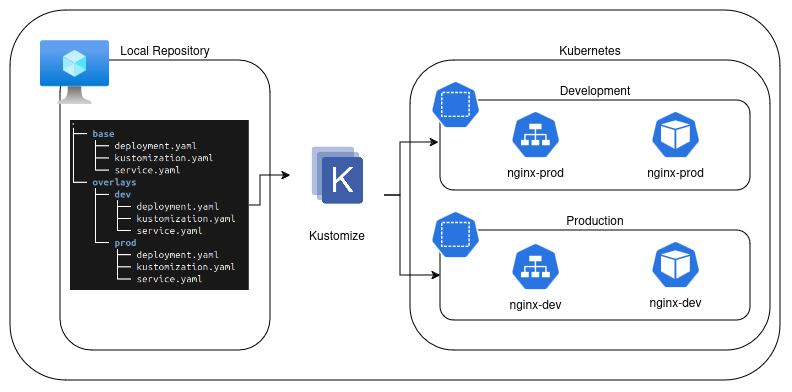 Local Repository
Kubernetes
base
deployment.yaml
kustomization.yaml
service.yaml
overlays
dev
deployment.yaml
kustomization.yaml
service.yaml
prod
deployment.yaml
kustomization.yaml
service.yaml
K
Kustomize
Development
nginx-prod
nginx-prod
Production
nginx-dev
nginx-dev